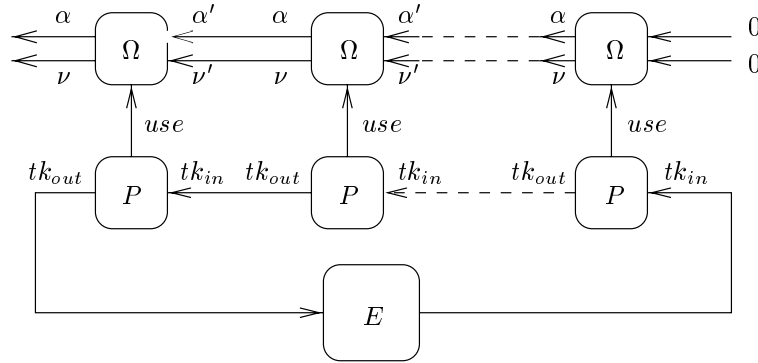 α α′ α α′ α 0
Ω Ω Ω
ν ν′ ν ν′ ν 0
use use use
tk_out tk_in tk_out tk_in tk_out tk_in
P P P
E